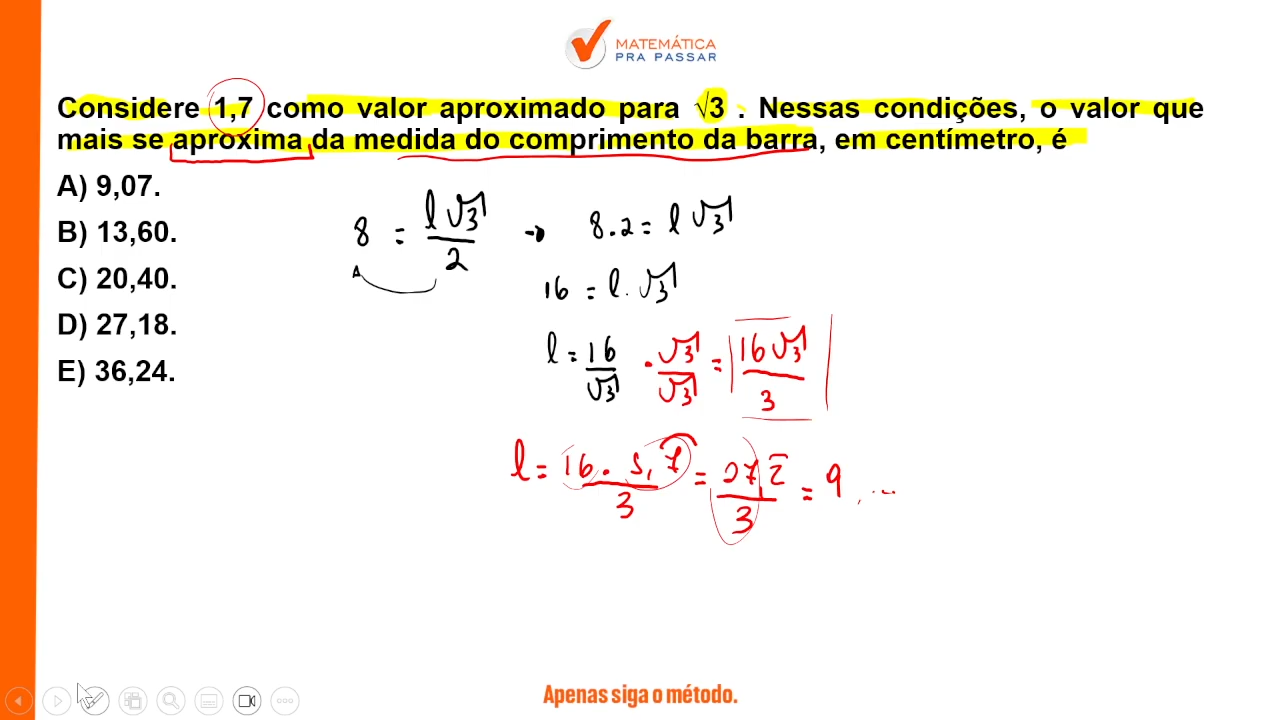 MATEMÁTICA
PRA PASSAR
Considere 1,7 como valor aproximado para √3 . Nessas condições, o valor que
mais se aproxima da medida do comprimento da barra, em centímetro, é
A) 9,07.
B) 13,60.
C) 20,40.
D) 27,18.
E) 36,24.
8 = l√3/2 → 8.2 = l√3
16 = l.√3
l = 16/√3 . √3/√3 = 16√3/3
l = 16.1,7/3 = 27,2/3 = 9,...
Apenas siga o método.